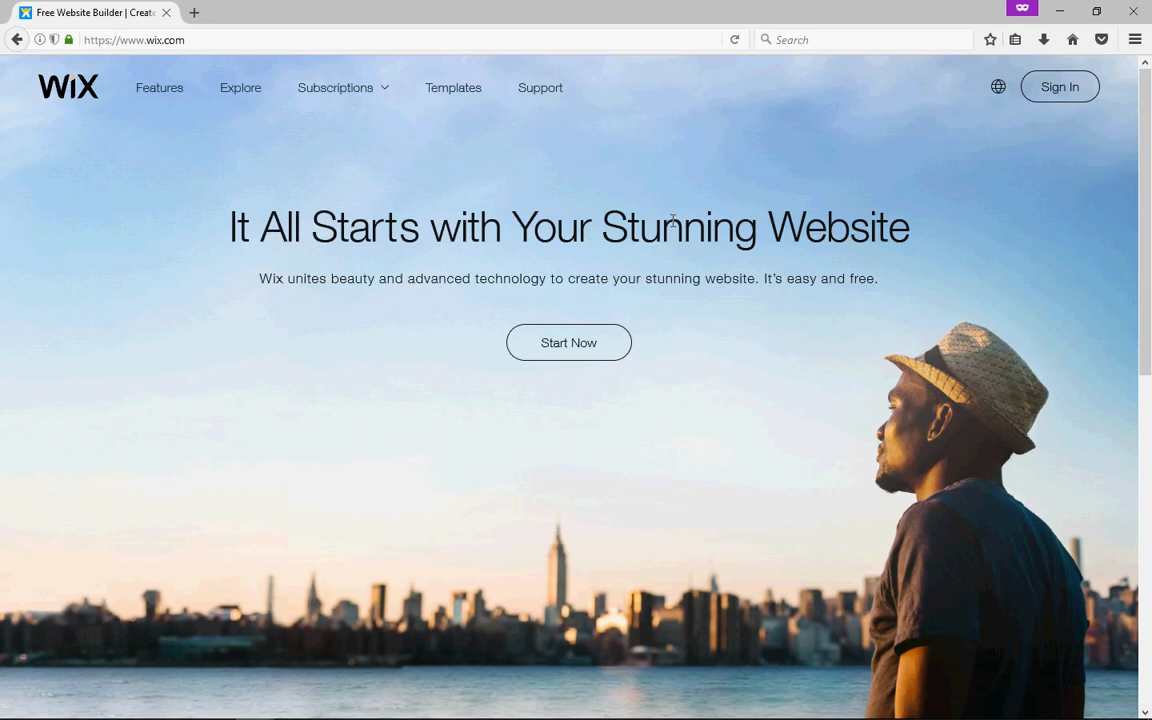 Free Website Builder | Create
https://www.wix.com
Search
WiX
Features
Explore
Subscriptions
Templates
Support
Sign In
It All Starts with Your Stunning Website
Wix unites beauty and advanced technology to create your stunning website. It's easy and free.
Start Now